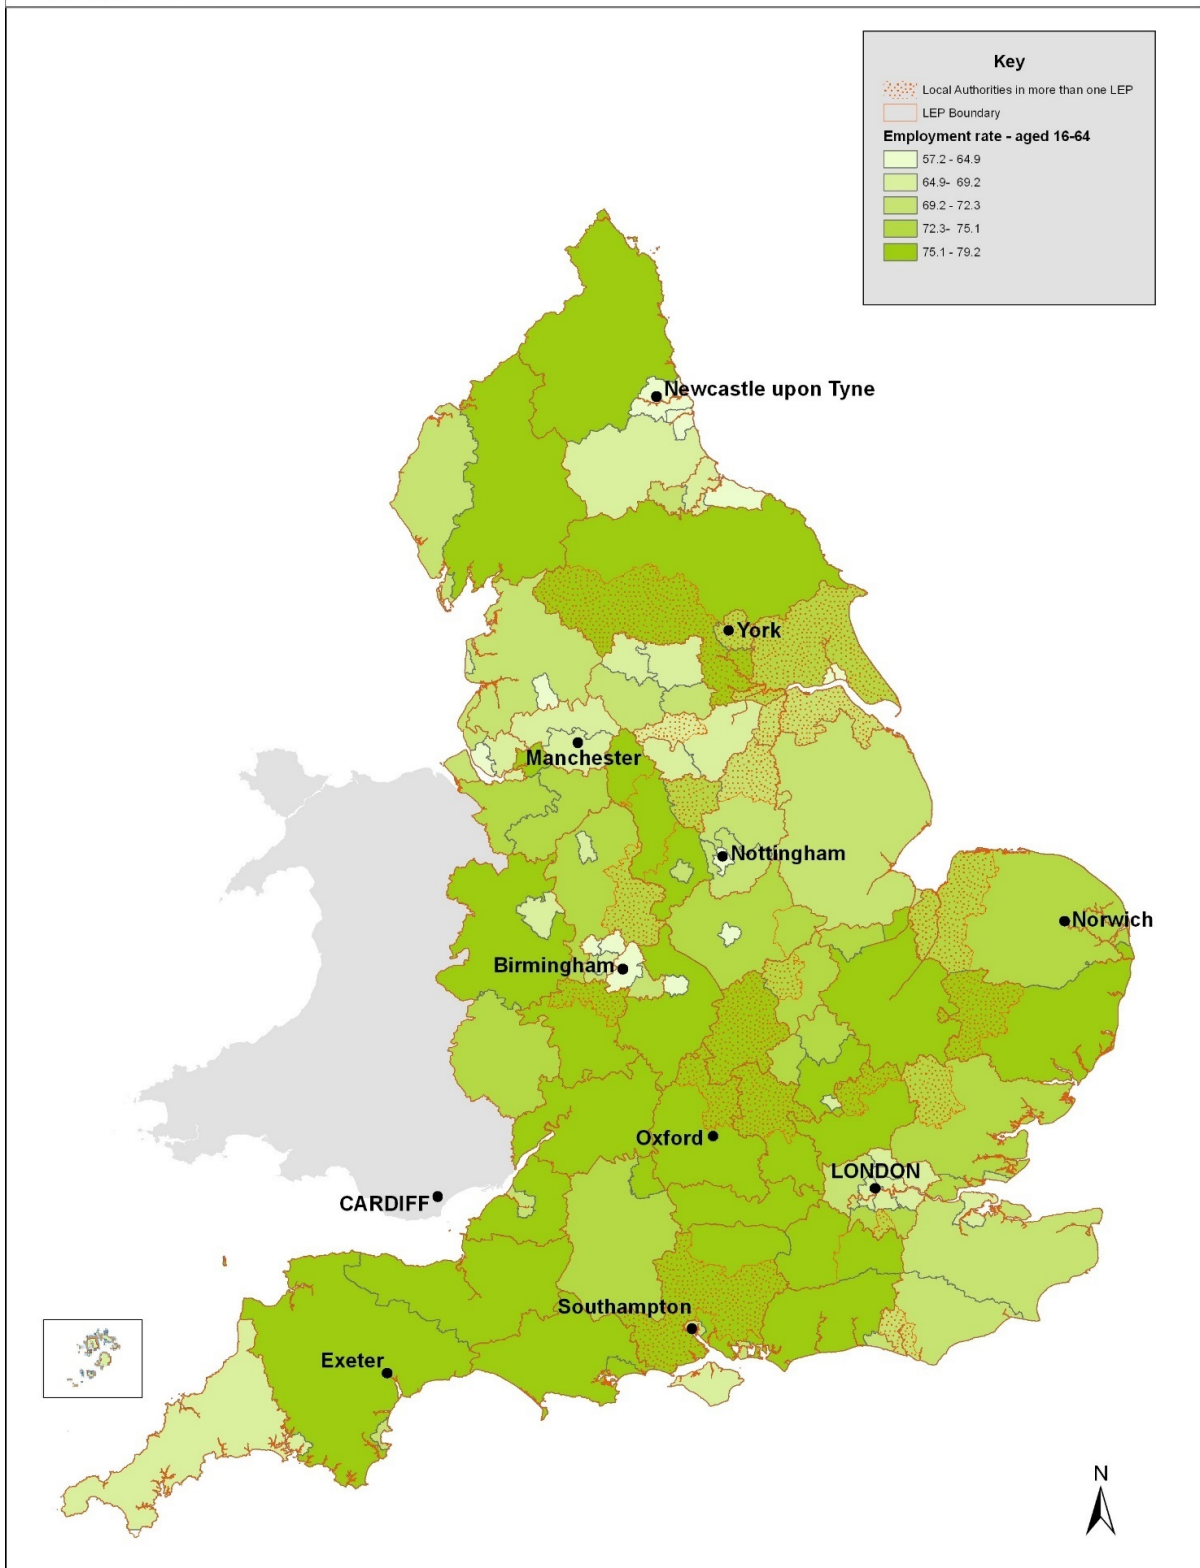 Key
Local Authorities in more than one LEP
LEP Boundary
Employment rate - aged 16-64
57.2 - 64.9
64.9- 69.2
69.2 - 72.3
72.3- 75.1
75.1 - 79.2
Newcastle upon Tyne
York
Manchester
Nottingham
Norwich
Birmingham
Oxford
LONDON
CARDIFF
Southampton
Exeter
N